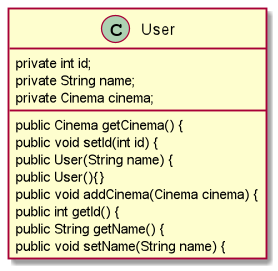 C User
private int id;
private String name;
private Cinema cinema;
public Cinema getCinema() {
public void setId(int id) {
public User(String name) {
public User(){}
public void addCinema(Cinema cinema) {
public int getId() {
public String getName() {
public void setName(String name) {